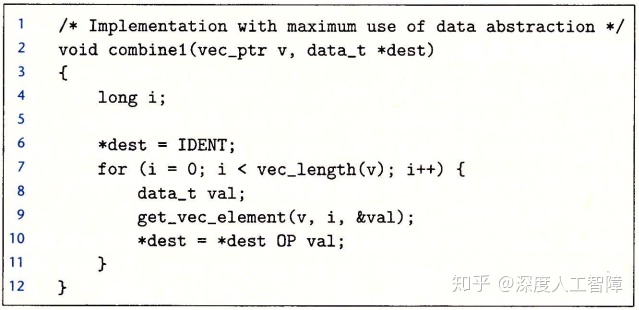 1 /* Implementation with maximum use of data abstraction */
2 void combine1(vec_ptr v, data_t *dest)
3 {
4     long i;
5
6     *dest = IDENT;
7     for (i = 0; i < vec_length(v); i++) {
8         data_t val;
9         get_vec_element(v, i, &val);
10         *dest = *dest OP val;
11     }
12 }
知乎 @深度人工智障